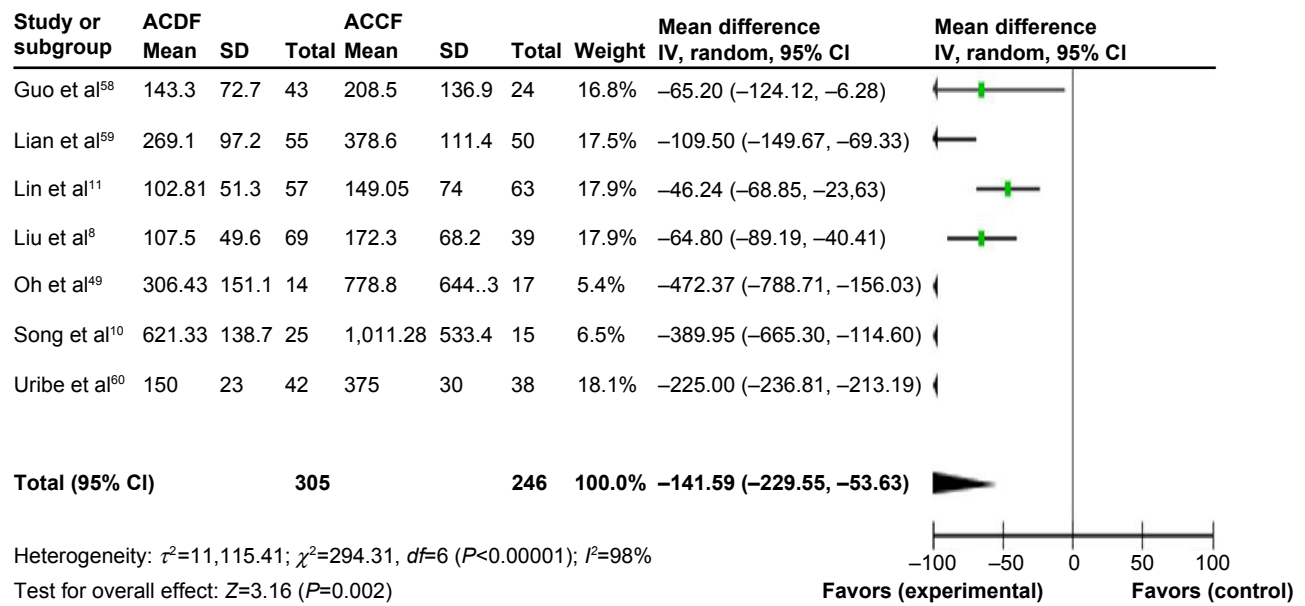 Study or subgroup ACDF Mean SD Total ACCF Mean SD Total Weight Mean difference IV, random, 95% CI Mean difference IV, random, 95% CI
Guo et al58 143.3 72.7 43 208.5 136.9 24 16.8% –65.20 (–124.12, –6.28)
Lian et al59 269.1 97.2 55 378.6 111.4 50 17.5% –109.50 (–149.67, –69.33)
Lin et al11 102.81 51.3 57 149.05 74 63 17.9% –46.24 (–68.85, –23,63)
Liu et al8 107.5 49.6 69 172.3 68.2 39 17.9% –64.80 (–89.19, –40.41)
Oh et al49 306.43 151.1 14 778.8 644..3 17 5.4% –472.37 (–788.71, –156.03)
Song et al10 621.33 138.7 25 1,011.28 533.4 15 6.5% –389.95 (–665.30, –114.60)
Uribe et al60 150 23 42 375 30 38 18.1% –225.00 (–236.81, –213.19)
Total (95% CI) 305 246 100.0% –141.59 (–229.55, –53.63)
Heterogeneity: τ2=11,115.41; χ2=294.31, df=6 (P<0.00001); I2=98%
Test for overall effect: Z=3.16 (P=0.002)
–100 –50 0 50 100
Favors (experimental) Favors (control)